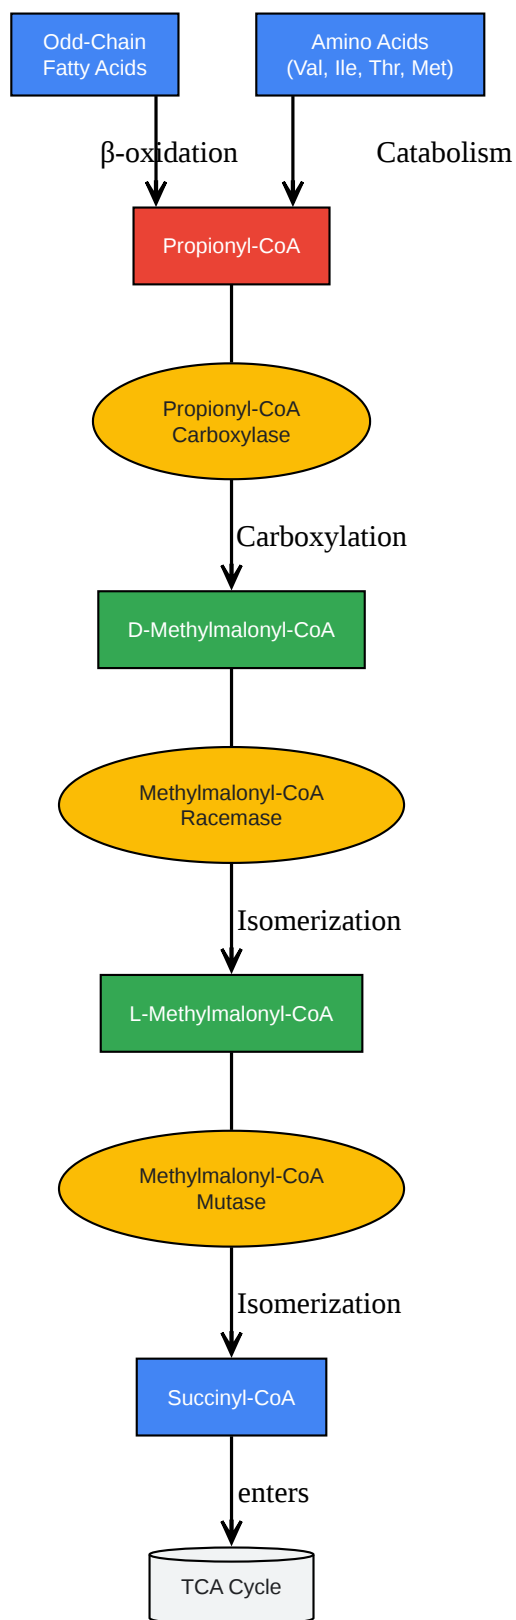 Odd-Chain
Fatty Acids
Amino Acids
(Val, Ile, Thr, Met)
β-oxidation
Catabolism
Propionyl-CoA
Propionyl-CoA
Carboxylase
Carboxylation
D-Methylmalonyl-CoA
Methylmalonyl-CoA
Racemase
Isomerization
L-Methylmalonyl-CoA
Methylmalonyl-CoA
Mutase
Isomerization
Succinyl-CoA
enters
TCA Cycle